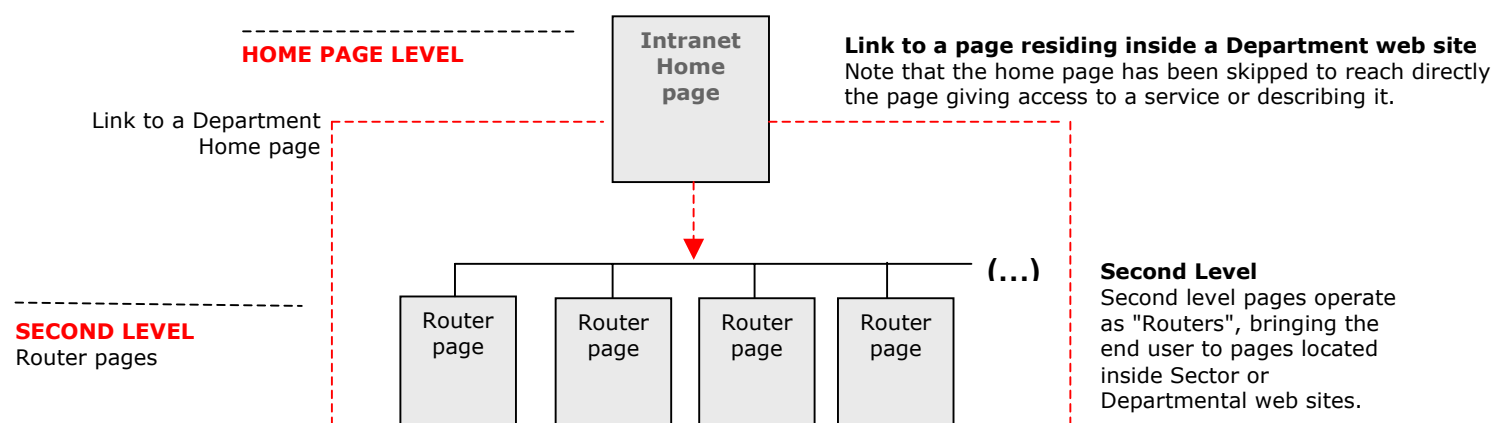 HOME PAGE LEVEL
Intranet
Home
page
Link to a page residing inside a Department web site
Note that the home page has been skipped to reach directly
the page giving access to a service or describing it.
Link to a Department
Home page
(...)
SECOND LEVEL
Router pages
Router
page
Router
page
Router
page
Router
page
Second Level
Second level pages operate
as "Routers", bringing the
end user to pages located
inside Sector or
Departmental web sites.